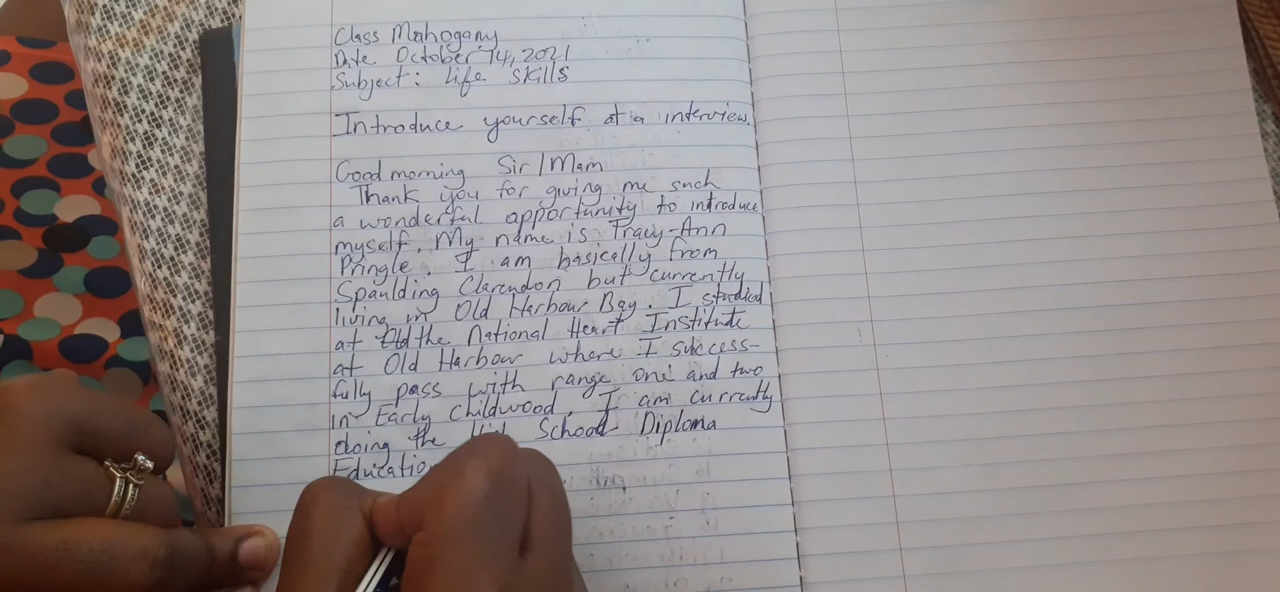 Class Mahogany
Date October 14, 2021
Subject: Life Skills
Introduce yourself at a interview.
Good morning Sir/Mam
Thank you for giving me such
a wonderful opportunity to introduce
myself. My name is Tracy-Ann
Pringle. I am basically from
Spaulding Clarendon but currently
living in Old Harbour Bay. I studied
at the National Heart Institute
at Old Harbour where I success-
fully pass with range one and two
in Early Childwood. I am currently
doing the School Diploma
Educatio